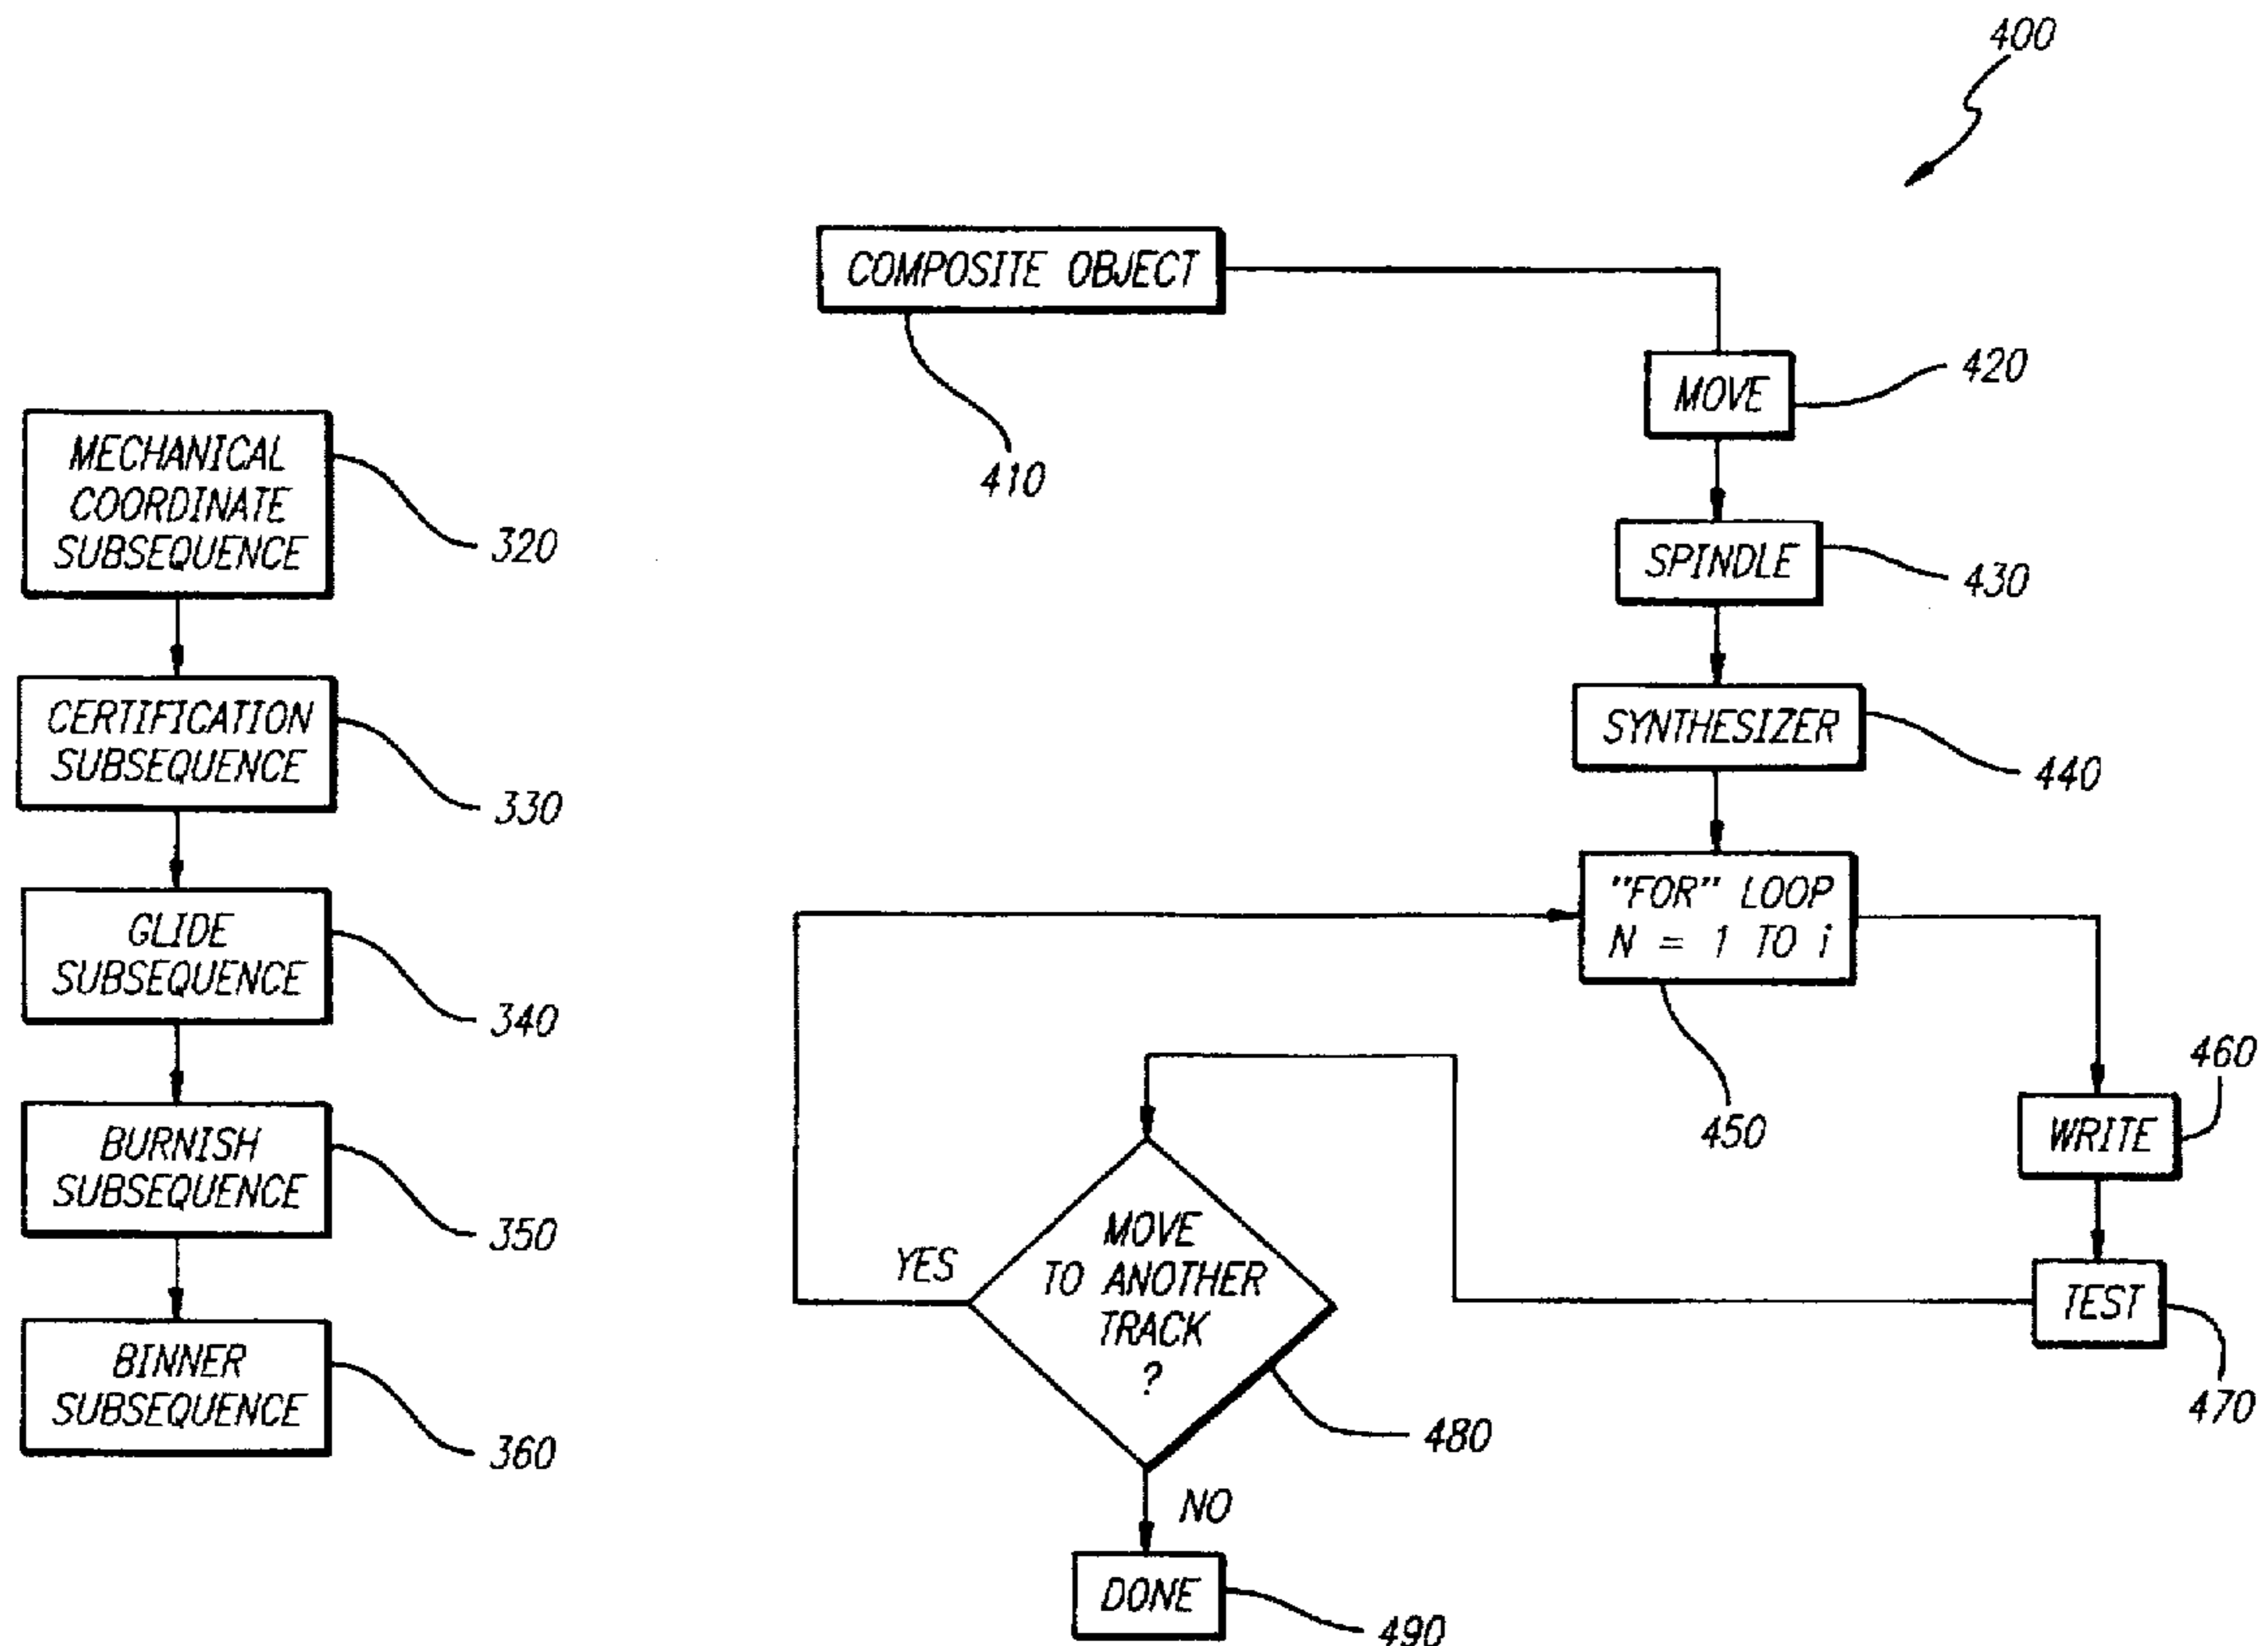 400
COMPOSITE OBJECT
410
MOVE
420
SPINDLE
430
SYNTHESIZER
440
"FOR" LOOP
N = 1 TO i
450
WRITE
460
TEST
470
MOVE
TO ANOTHER
TRACK
?
480
YES
NO
DONE
490
MECHANICAL
COORDINATE
SUBSEQUENCE
320
CERTIFICATION
SUBSEQUENCE
330
GLIDE
SUBSEQUENCE
340
BURNISH
SUBSEQUENCE
350
BINNER
SUBSEQUENCE
360